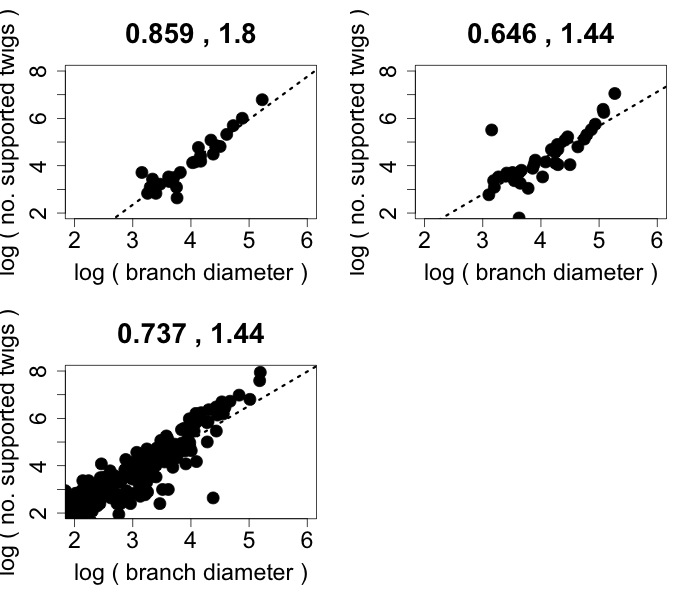 0.859 , 1.8
log ( no. supported twigs )
8
6
4
2
2 3 4 5 6
log ( branch diameter )
0.646 , 1.44
log ( no. supported twigs )
8
6
4
2
2 3 4 5 6
log ( branch diameter )
0.737 , 1.44
log ( no. supported twigs )
8
6
4
2
2 3 4 5 6
log ( branch diameter )